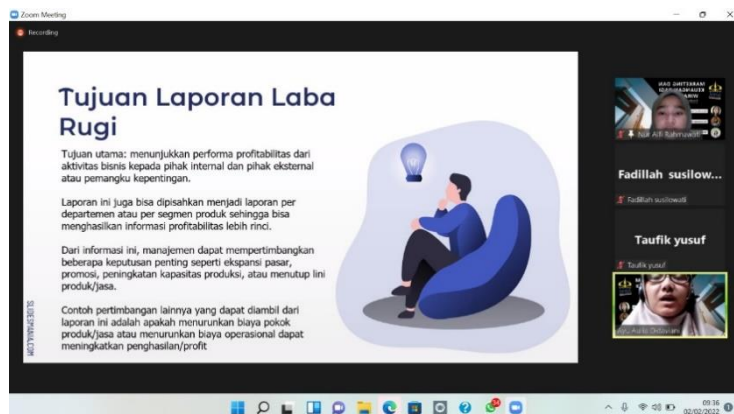 Zoom Meeting
Recording
Tujuan Laporan Laba
Rugi
Tujuan utama: menunjukkan performa profitabilitas dari
aktivitas bisnis kepada pihak internal dan pihak eksternal
atau pemangku kepentingan.
Laporan ini juga bisa dipisahkan menjadi laporan per
departemen atau per segmen produk sehingga bisa
menghasilkan informasi profitabilitas lebih rinci.
Dari informasi ini, manajemen dapat mempertimbangkan
beberapa keputusan penting seperti ekspansi pasar,
promosi, peningkatan kapasitas produksi, atau menutup lini
produk/jasa.
Contoh pertimbangan lainnya yang dapat diambil dari
laporan ini adalah apakah menurunkan biaya pokok
produk/jasa atau menurunkan biaya operasional dapat
meningkatkan penghasilan/profit
SLIDESMANIA.COM
MARKETING DAN
Nur Alfi Rahmawati
Fadillah susilow...
Fadillah susilowati
Taufik yusuf
Taufik yusuf
09:36
02/02/2022